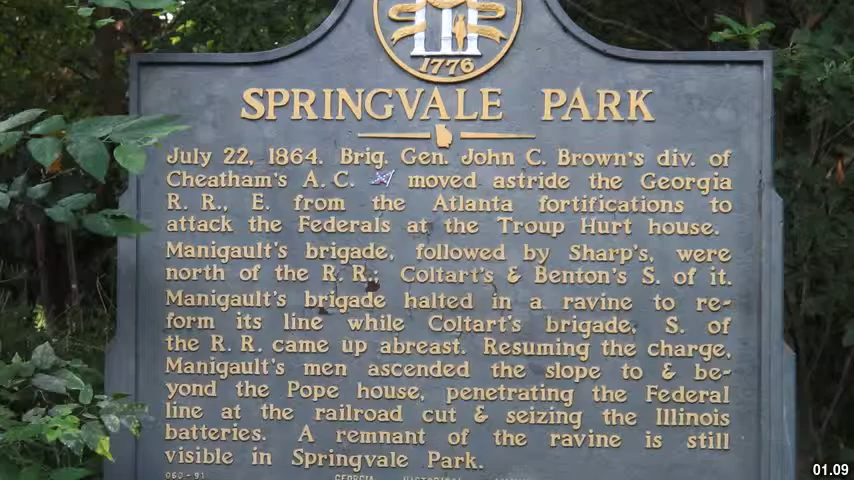 1776
SPRINGVALE PARK
July 22, 1864. Brig. Gen. John C. Brown's div. of
Cheatham's A. C. moved astride the Georgia
R. R., E. from the Atlanta fortifications to
attack the Federals at the Troup Hurt house.
Manigault's brigade, followed by Sharp's, were
north of the R. R.; Coltart's & Benton's S. of it.
Manigault's brigade halted in a ravine to re-
form its line while Coltart's brigade, S. of
the R. R. came up abreast. Resuming the charge,
Manigault's men ascended the slope to & be-
yond the Pope house, penetrating the Federal
line at the railroad cut & seizing the Illinois
batteries. A remnant of the ravine is still
visible in Springvale Park.
060-91
GEORGIA HISTORICAL
01.09